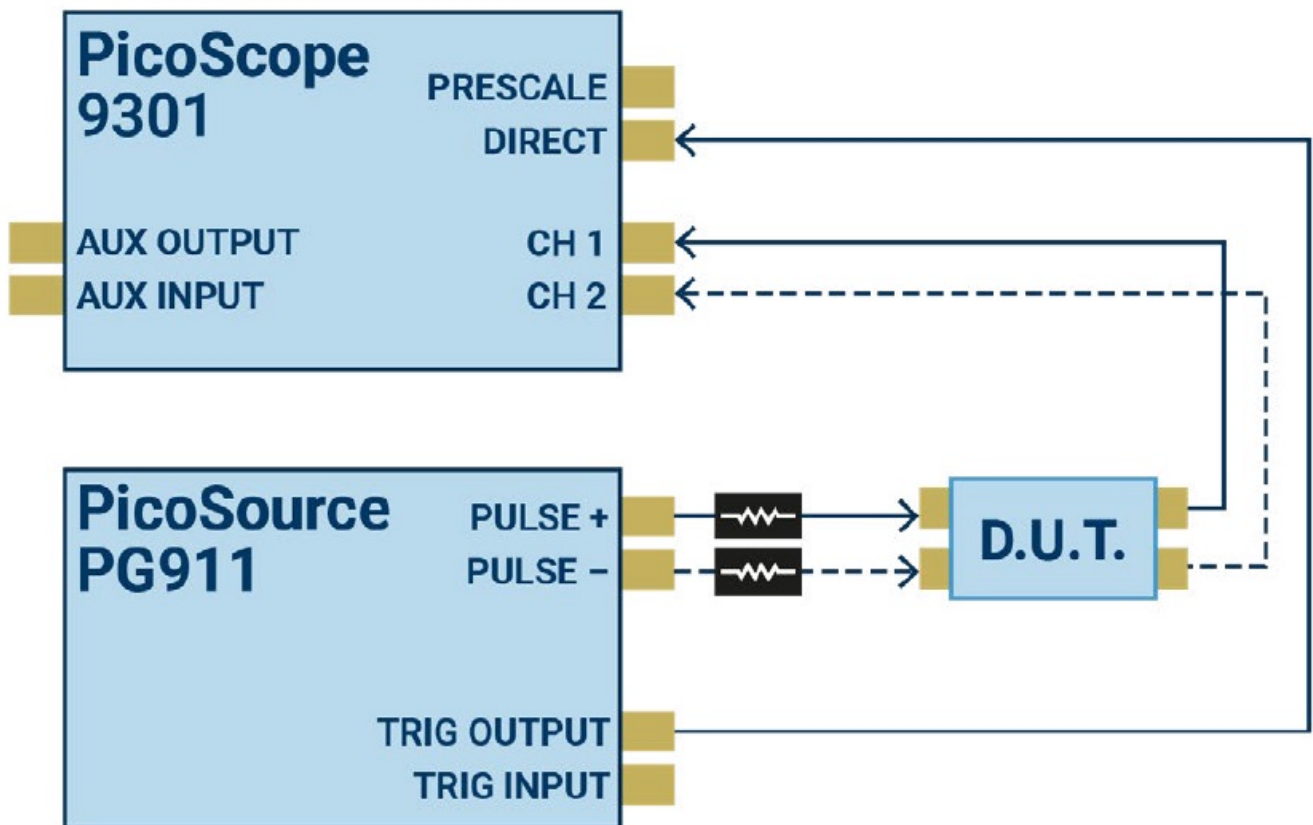 PicoScope
9301
PRESCALE
DIRECT
AUX OUTPUT
CH 1
AUX INPUT
CH 2
PicoSource
PG911
PULSE +
PULSE –
D.U.T.
TRIG OUTPUT
TRIG INPUT